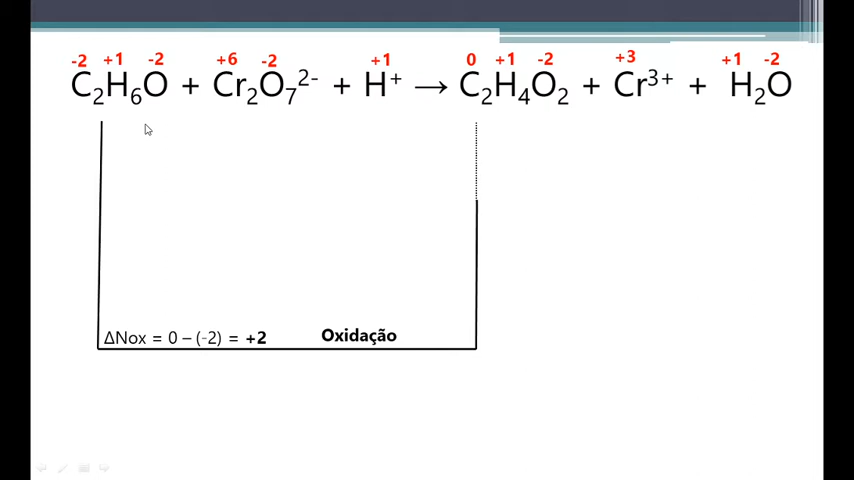 -2 +1 -2 +6 -2 +1 0 +1 -2 +3 +1 -2
C₂H₆O + Cr₂O₇²⁻ + H⁺ → C₂H₄O₂ + Cr³⁺ + H₂O
ΔNox = 0 – (-2) = +2 Oxidação